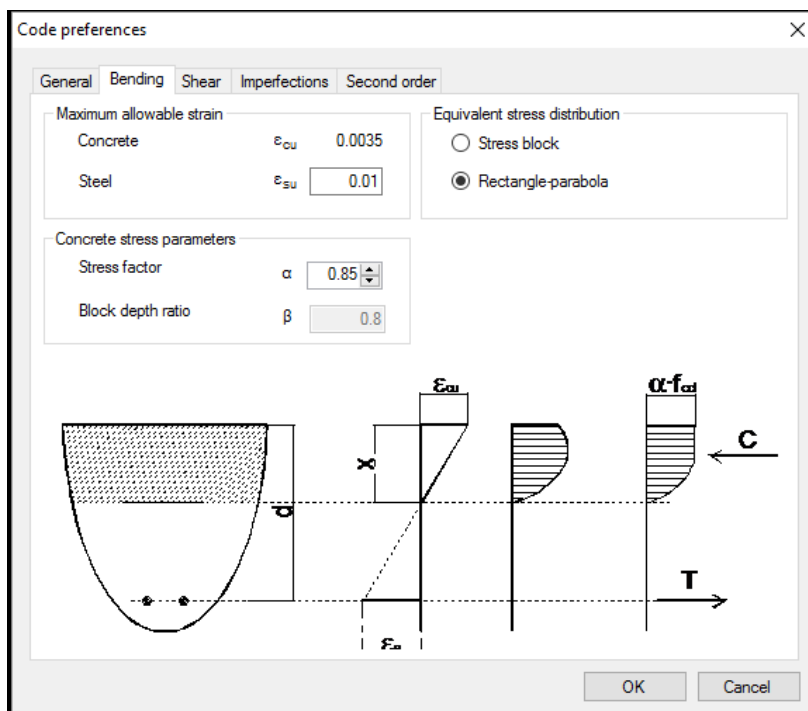 Code preferences
General Bending Shear Imperfections Second order
Maximum allowable strain
Concrete εcu 0.0035
Steel εsu 0.01
Equivalent stress distribution
Stress block
Rectangle-parabola
Concrete stress parameters
Stress factor α 0.85
Block depth ratio β 0.8
εcu α·fcd
C
x
d
T
OK Cancel